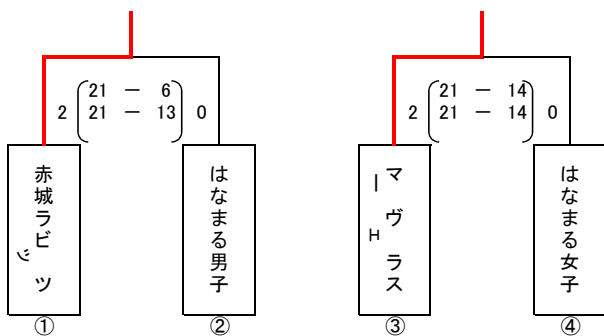 21 － 6
2 21 － 13 0
21 － 14
2 21 － 14 0
赤城ラビッツ
はなまる男子
マーヴェラス
はなまる女子
① ② ③ ④